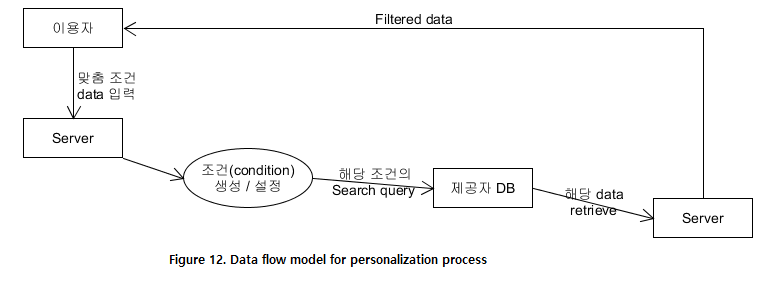 이용자
Filtered data
맞춤 조건
data 입력
Server
조건(condition)
생성 / 설정
해당 조건의
Search query
제공자 DB
해당 data
retrieve
Server
Figure 12. Data flow model for personalization process